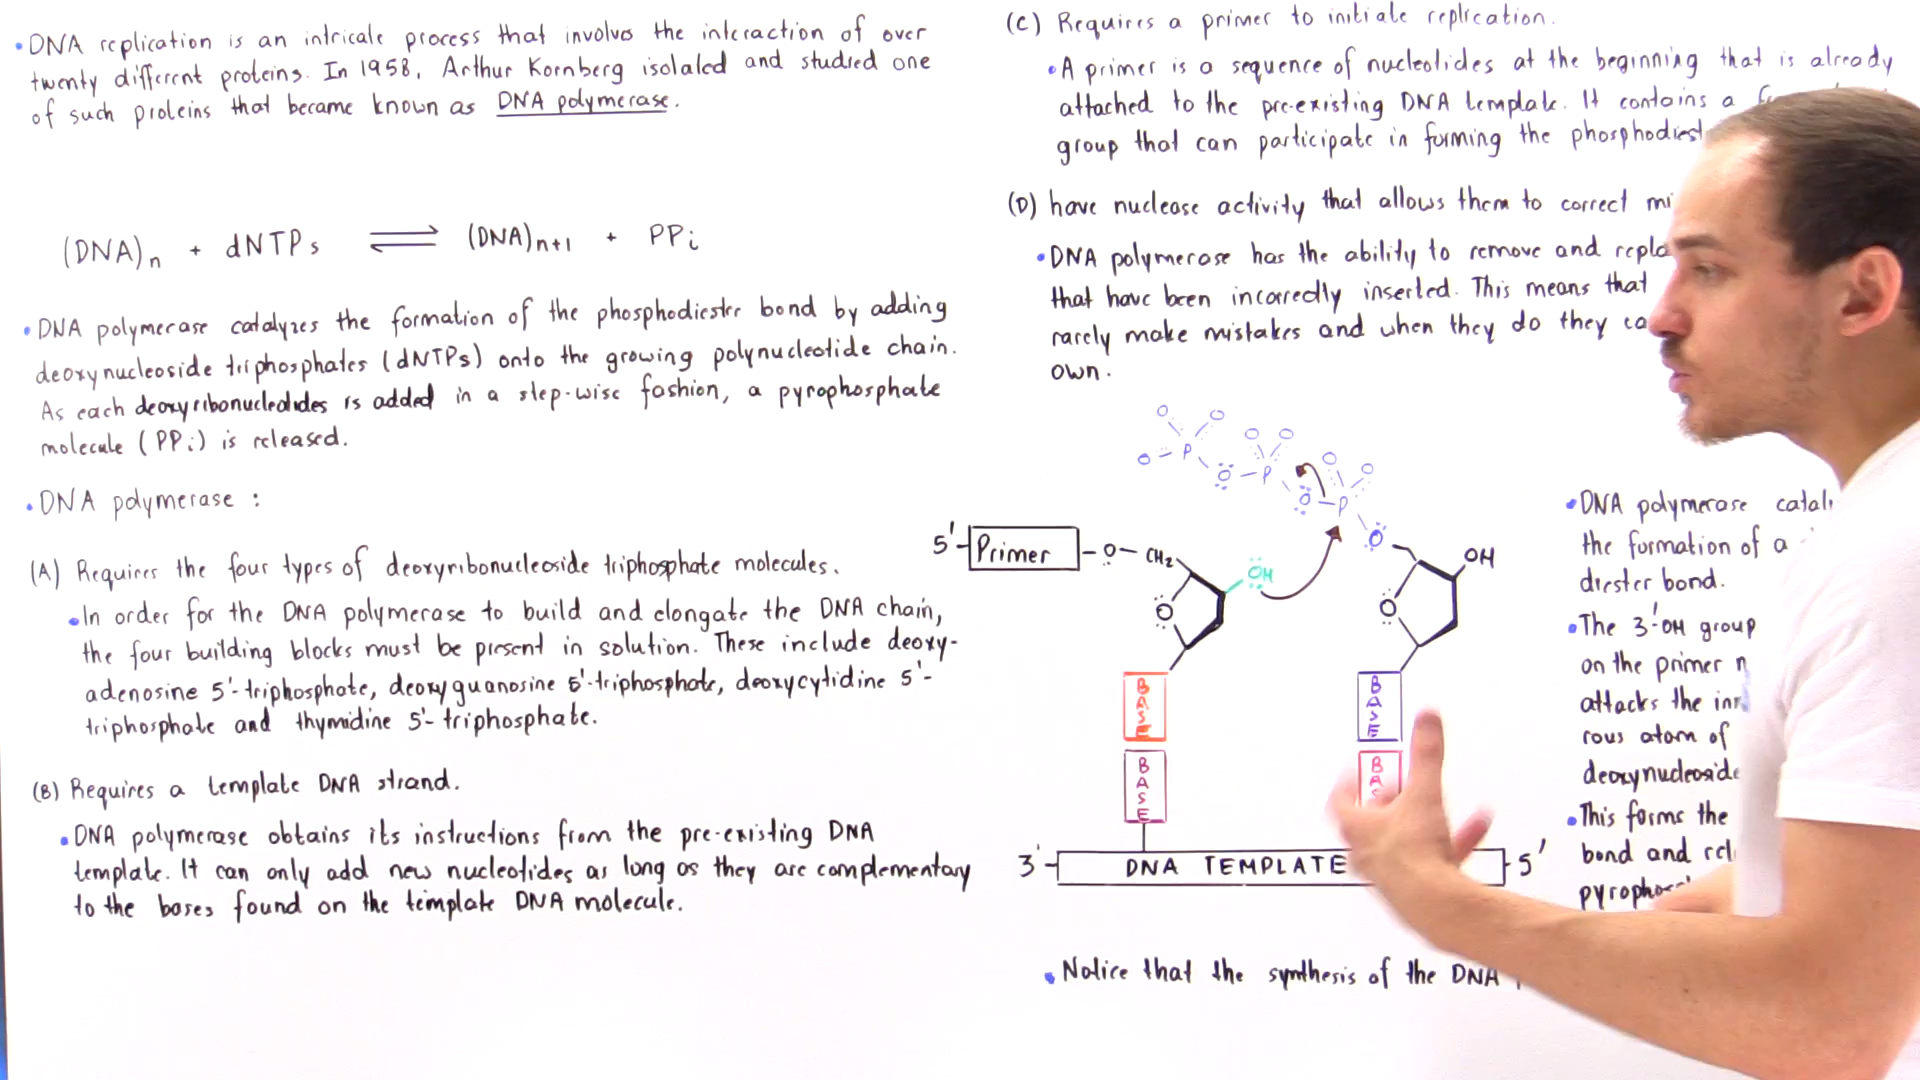 • DNA replication is an intricate process that involves the interaction of over
twenty different proteins. In 1958, Arthur Kornberg isolated and studied one
of such proteins that became known as DNA polymerase.
(DNA)n + dNTPs ⇌ (DNA)n+1 + PPi
• DNA polymerase catalyzes the formation of the phosphodiester bond by adding
deoxynucleoside triphosphates (dNTPs) onto the growing polynucleotide chain.
As each deoxyribonucleotides is added in a step-wise fashion, a pyrophosphate
molecule (PPi) is released.
• DNA polymerase :
(A) Requires the four types of deoxyribonucleoside triphosphate molecules.
• In order for the DNA polymerase to build and elongate the DNA chain,
the four building blocks must be present in solution. These include deoxy-
adenosine 5'-triphosphate, deoxyguanosine 5'-triphosphate, deoxycytidine 5'-
triphosphate and thymidine 5'- triphosphate.
(B) Requires a template DNA strand.
• DNA polymerase obtains its instructions from the pre-existing DNA
template. It can only add new nucleotides as long as they are complementary
to the bases found on the template DNA molecule.
(C) Requires a primer to initiate replication.
• A primer is a sequence of nucleotides at the beginning that is already
attached to the pre-existing DNA template. It contains a
group that can participate in forming the
(D) have nuclease activity that allows them to correct
• DNA polymerase has the ability to remove and
that have been incorrectly inserted. This means that
rarely make mistakes and when they do they
own.
O O O O O O
O P O P O P
O
5' Primer O CH2 OH OH
O O
BASE BASE
BASE
3' DNA TEMPLATE 5'
• DNA polymerase
the formation of a
diester bond.
• The 3'-OH group
on the primer
attacks the
rous atom of
deoxynucleoside
• This forms the
bond and
• Notice that the synthesis of the DNA